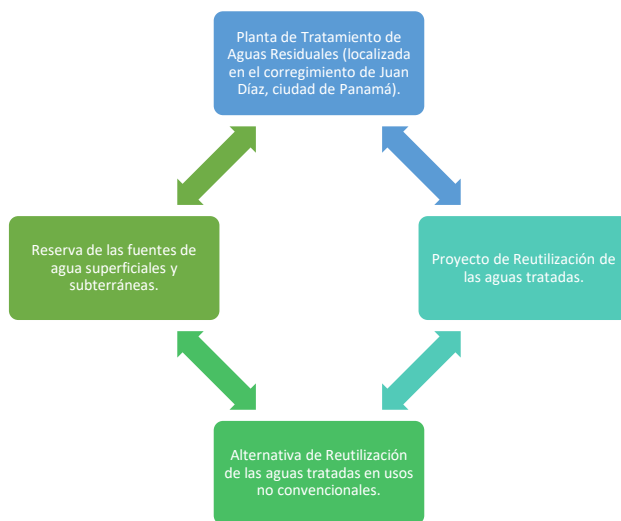 Planta de Tratamiento de
Aguas Residuales (localizada
en el corregimiento de Juan
Díaz, ciudad de Panamá).
Reserva de las fuentes de
agua superficiales y
subterráneas.
Proyecto de Reutilización de
las aguas tratadas.
Alternativa de Reutilización
de las aguas tratadas en usos
no convencionales.